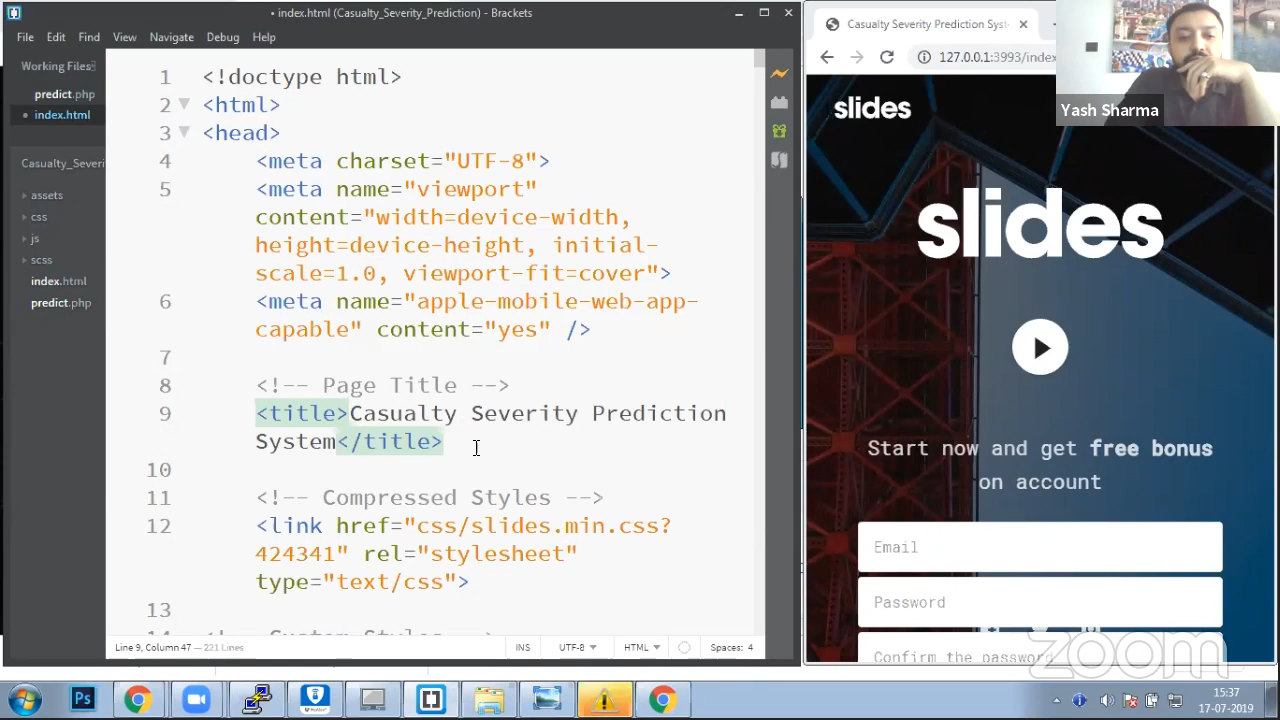 • index.html (Casualty_Severity_Prediction) - Brackets
File Edit Find View Navigate Debug Help
Working Files
predict.php
• index.html
Casualty_Severi
assets
css
js
scss
index.html
predict.php
1 <!doctype html>
2 <html>
3 <head>
4 <meta charset="UTF-8">
5 <meta name="viewport"
content="width=device-width,
height=device-height, initial-
scale=1.0, viewport-fit=cover">
6 <meta name="apple-mobile-web-app-
capable" content="yes" />
7
8 <!-- Page Title -->
9 <title>Casualty Severity Prediction
System</title>
10
11 <!-- Compressed Styles -->
12 <link href="css/slides.min.css?
424341" rel="stylesheet"
type="text/css">
13
Line 9, Column 47 — 221 Lines
INS UTF-8 HTML Spaces: 4
Casualty Severity Prediction Syst
127.0.0.1:3993/inde
Yash Sharma
slides
slides
Start now and get free bonus
on account
Email
Password
Confirm the password
zoom
Ps
15:37
17-07-2019